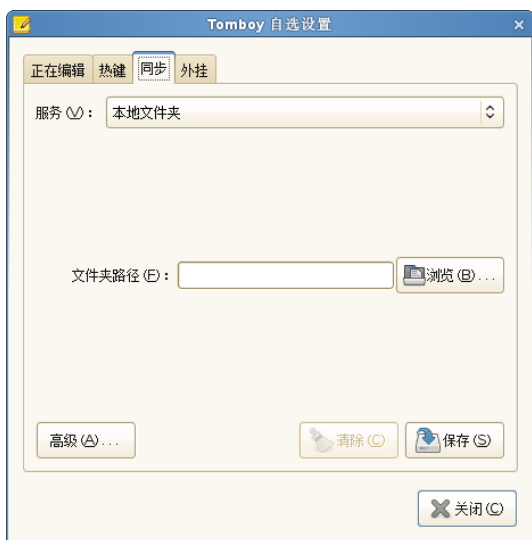 Tomboy 自选设置
正在编辑 热键 同步 外挂
服务(V)： 本地文件夹
文件夹路径(F)： 浏览(B)...
高级(A)... 清除(C) 保存(S)
关闭(C)